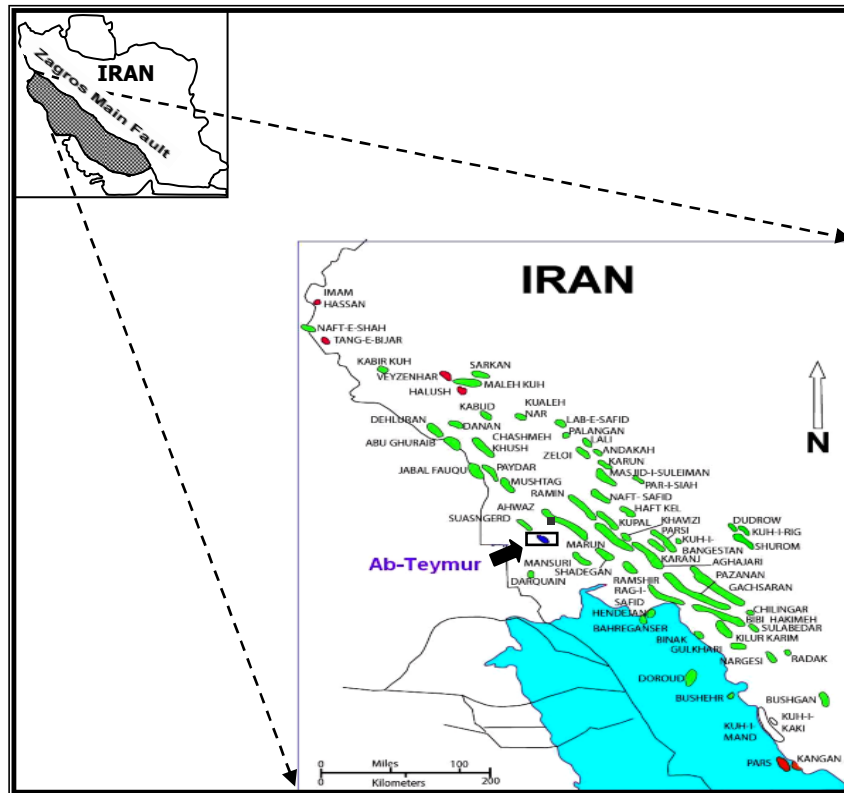 IRAN
Zagros Main Fault
IRAN
IMAM
HASSAN
NAFT-E-SHAH
TANG-E-BIJAR
KABIR KUH
SARKAN
VEYZENHAR
MALEH KUH
HALUSH
KABUD
KUALEH
NAR
LAB-E-SAFID
DEHLURAN
DANAN
PALANGAN
LALI
ABU GHURAIB
CHASHMEH
KHUSH
ZELOI
ANDAKAH
KARUN
JABAL FAUQU
PAYDAR
MASJID-I-SULEIMAN
MUSHTAG
PAR-I-SIAH
RAMIN
NAFT- SAFID
AHWAZ
HAFT KEL
SUASNGERD
KUPAL
KHAVIZI
PARSI
DUDROW
KUH-I-RIG
KUH-I-
BANGESTAN
SHUROM
Ab-Teymur
MARUN
MANSURI
KARANJ
AGHAJARI
SHADEGAN
DARQUAIN
RAMSHIR
PAZANAN
RAG-I-
SAFID
GACHSARAN
HENDEJAN
CHILINGAR
BIBI HAKIMEH
BAHREGANSER
SULABEDAR
BINAK
KILUR KARIM
GULKHARI
NARGESI
RADAK
DOROUD
BUSHEHR
BUSHGAN
KUH-I-
KAKI
KUH-I-
MAND
PARS
KANGAN
N
Miles
0 100
0 200
Kilometers